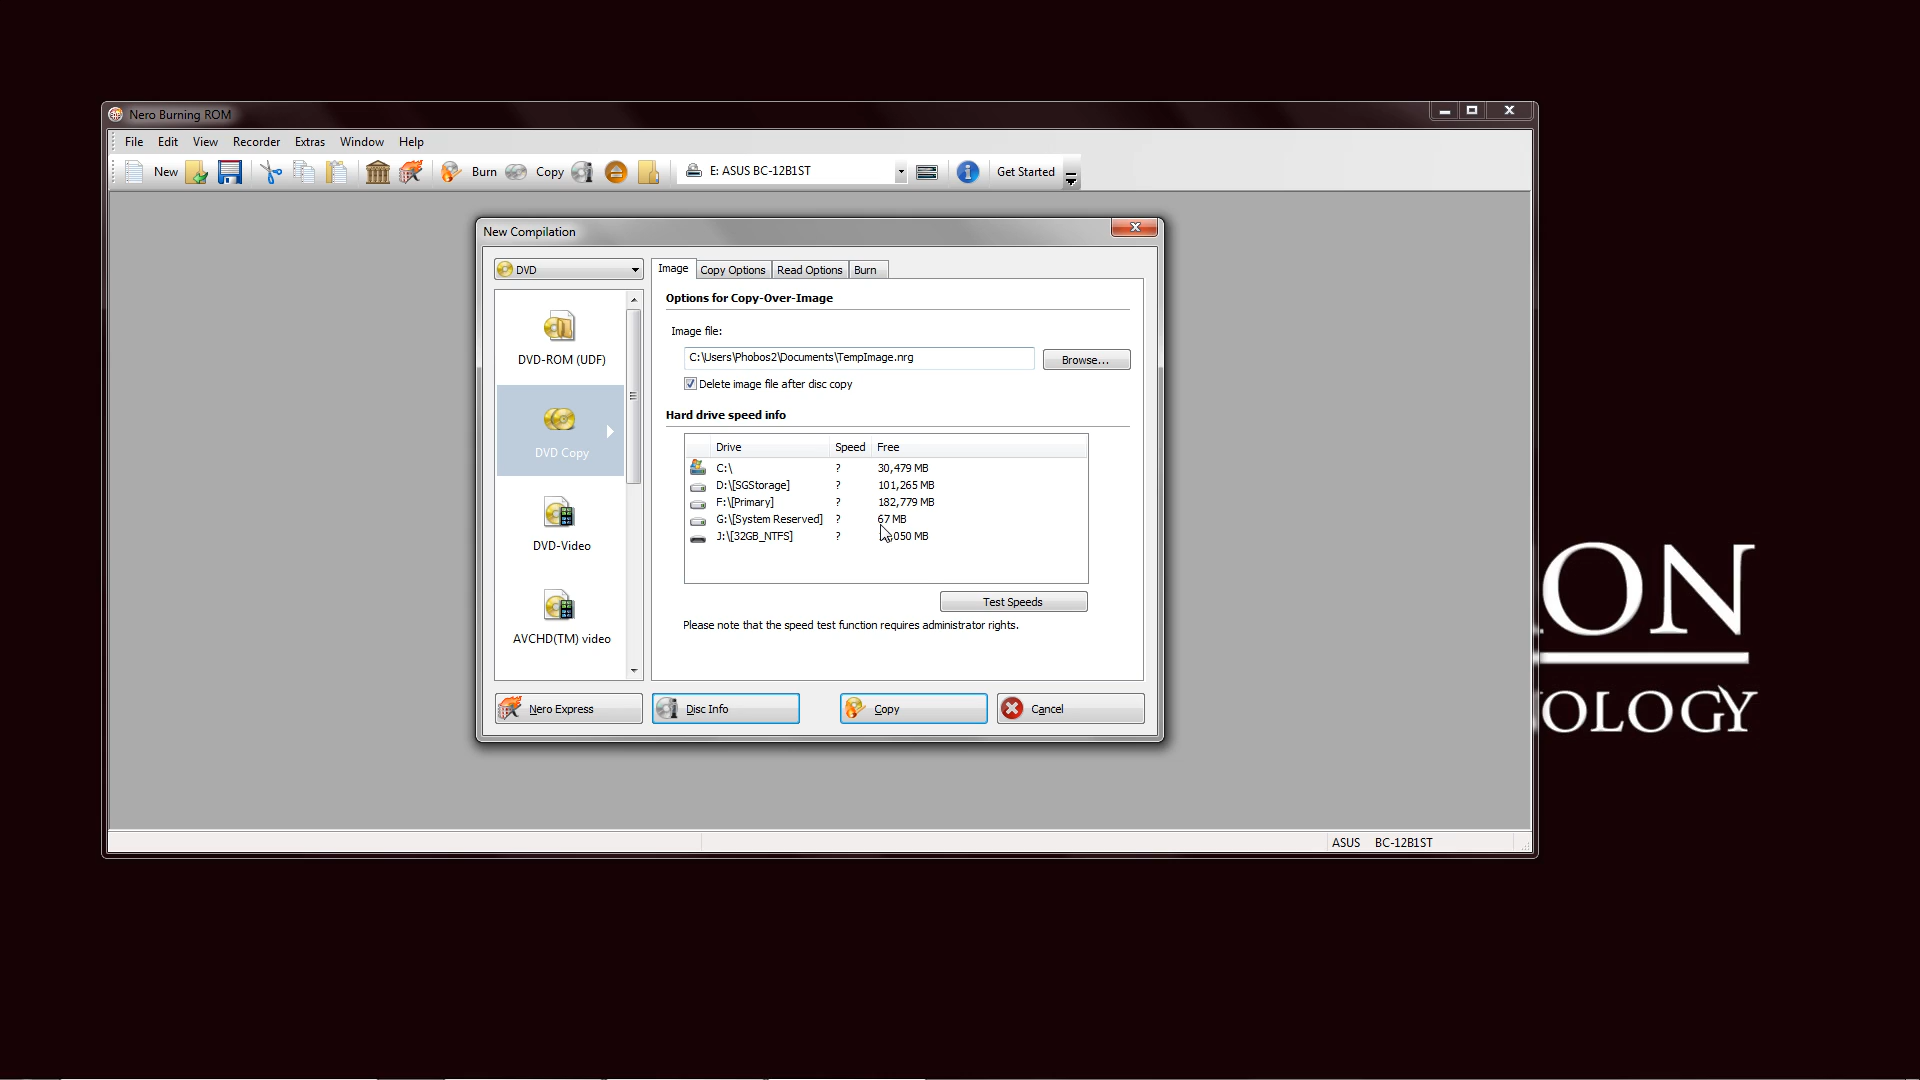 Nero Burning ROM
File Edit View Recorder Extras Window Help
New Burn Copy E: ASUS BC-12B1ST Get Started
New Compilation
DVD
Image Copy Options Read Options Burn
Options for Copy-Over-Image
Image file:
C:\Users\Phobos2\Documents\TempImage.nrg Browse...
Delete image file after disc copy
Hard drive speed info
Drive Speed Free
C:\ ? 30,479 MB
D:\[SGStorage] ? 101,265 MB
F:\[Primary] ? 182,779 MB
G:\[System Reserved] ? 67 MB
J:\[32GB_NTFS] ? MB
Test Speeds
Please note that the speed test function requires administrator rights.
DVD-ROM (UDF)
DVD Copy
DVD-Video
AVCHD(TM) video
Nero Express Disc Info Copy Cancel
ASUS BC-12B1ST